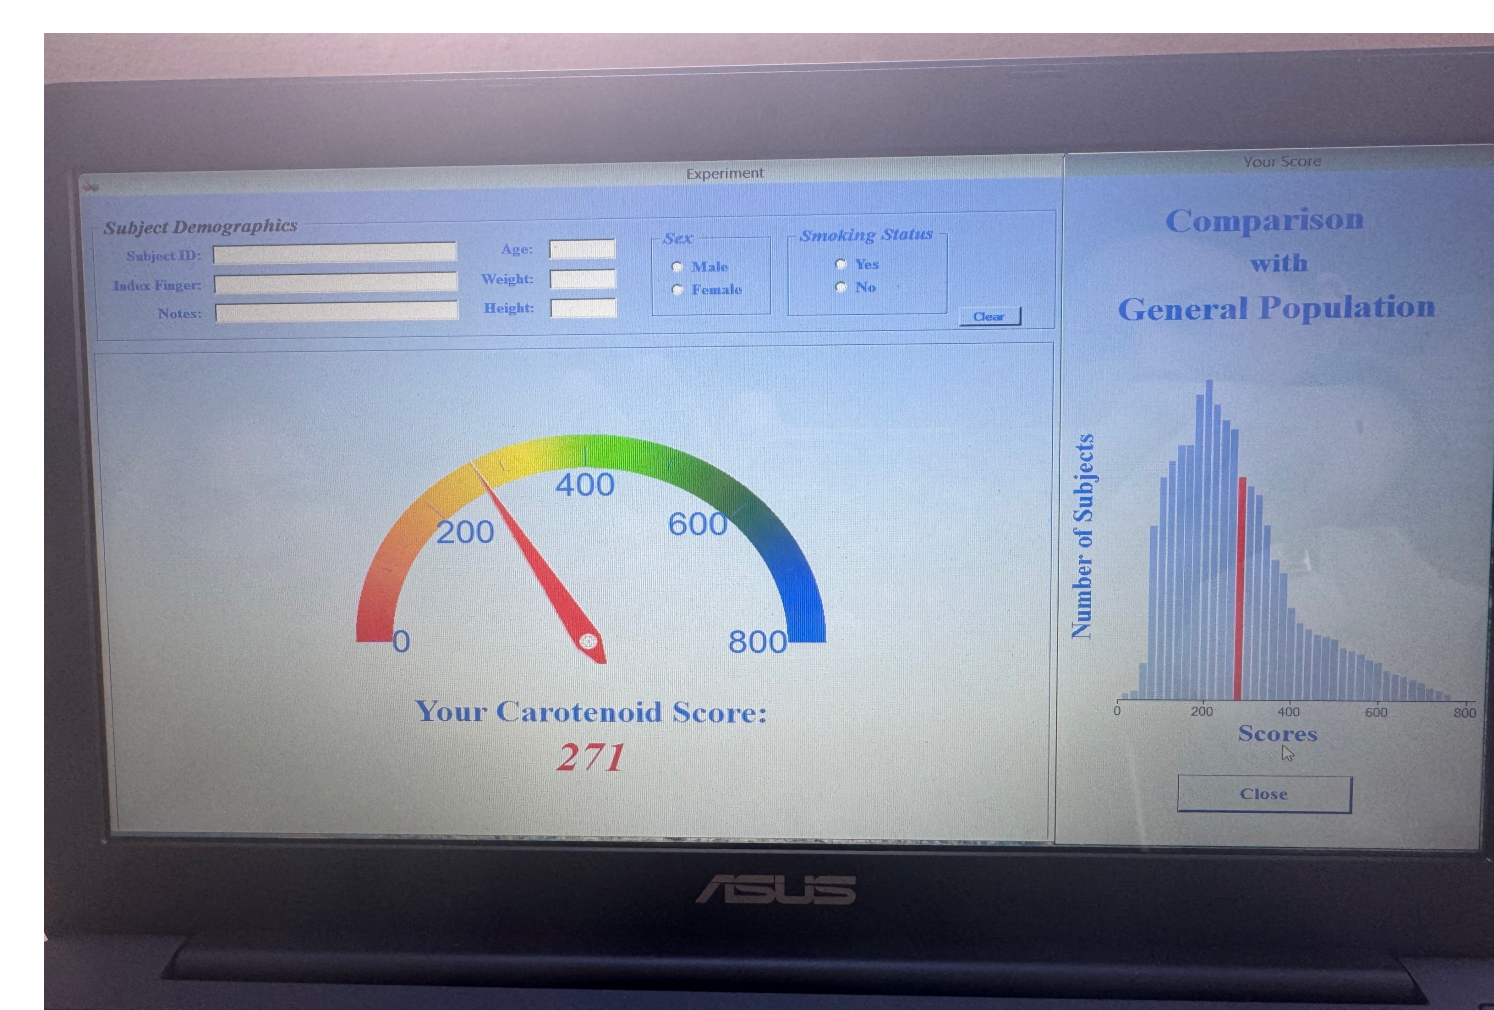 Experiment
Subject Demographics
Subject ID:
Index Finger:
Notes:
Age:
Weight:
Height:
Sex
Male
Female
Smoking Status
Yes
No
Clear
0
200
400
600
800
Your Carotenoid Score:
271
Your Score
Comparison
with
General Population
Number of Subjects
0 200 400 600 800
Scores
Close
ASUS